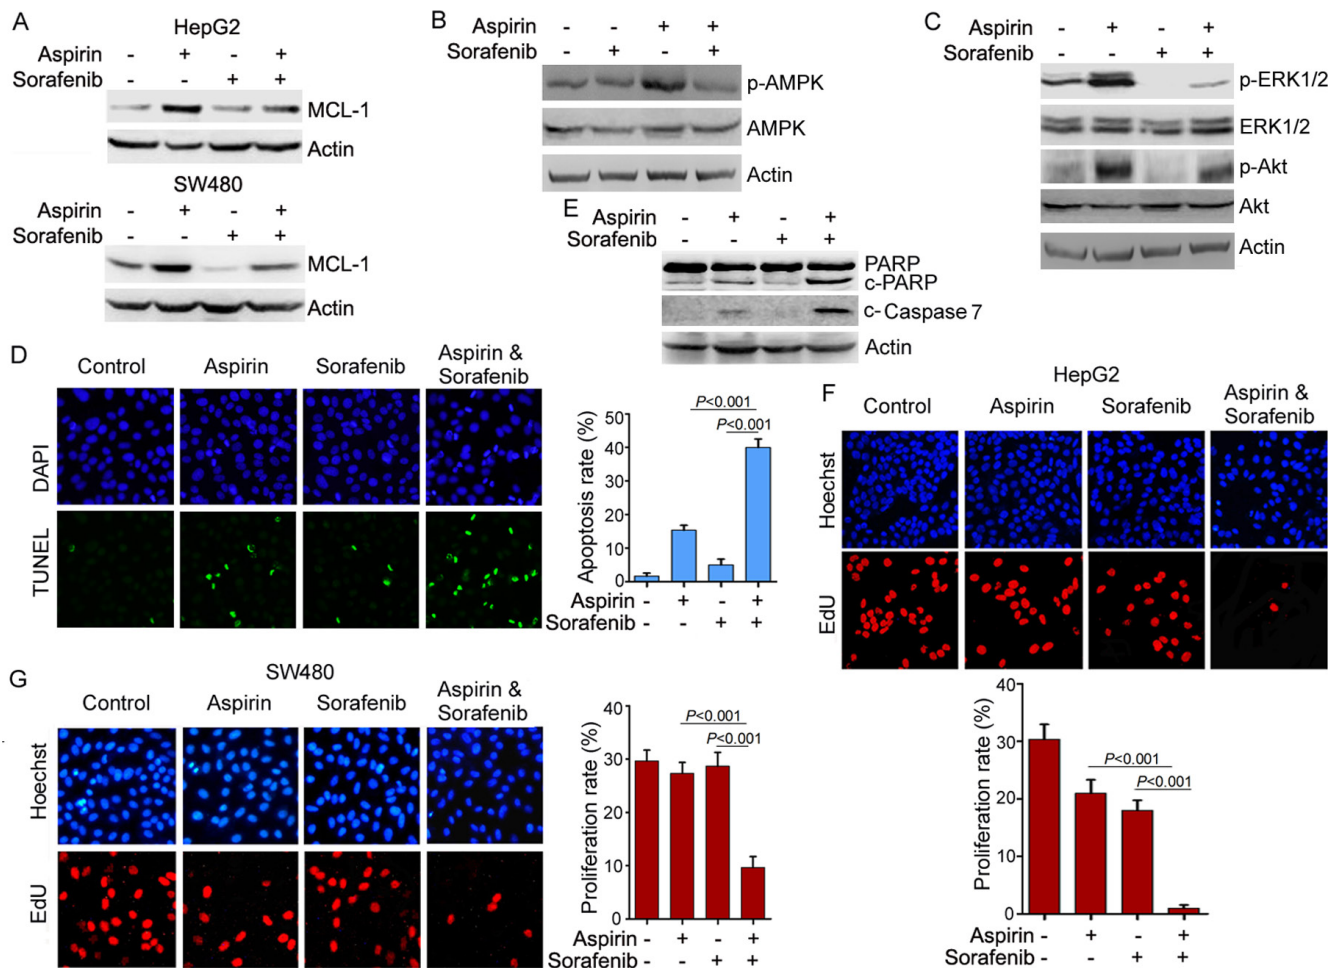 A
HepG2
Aspirin - + - +
Sorafenib - - + +
MCL-1
Actin
SW480
Aspirin - + - +
Sorafenib - - + +
MCL-1
Actin
B
Aspirin - - + +
Sorafenib - + - +
p-AMPK
AMPK
Actin
C
Aspirin - + - +
Sorafenib - - + +
p-ERK1/2
ERK1/2
p-Akt
Akt
Actin
E
Aspirin - + - +
Sorafenib - - + +
PARP
c-PARP
c-Caspase 7
Actin
D
Control Aspirin Sorafenib Aspirin & Sorafenib
DAPI
TUNEL
Apoptosis rate (%)
50
40
30
20
10
0
P<0.001
P<0.001
Aspirin - + - +
Sorafenib - - + +
F
HepG2
Control Aspirin Sorafenib Aspirin & Sorafenib
Hoechst
EdU
Proliferation rate (%)
40
30
20
10
0
P<0.001
P<0.001
Aspirin - + - +
Sorafenib - - + +
G
SW480
Control Aspirin Sorafenib Aspirin & Sorafenib
Hoechst
EdU
Proliferation rate (%)
40
30
20
10
0
P<0.001
P<0.001
Aspirin - + - +
Sorafenib - - + +